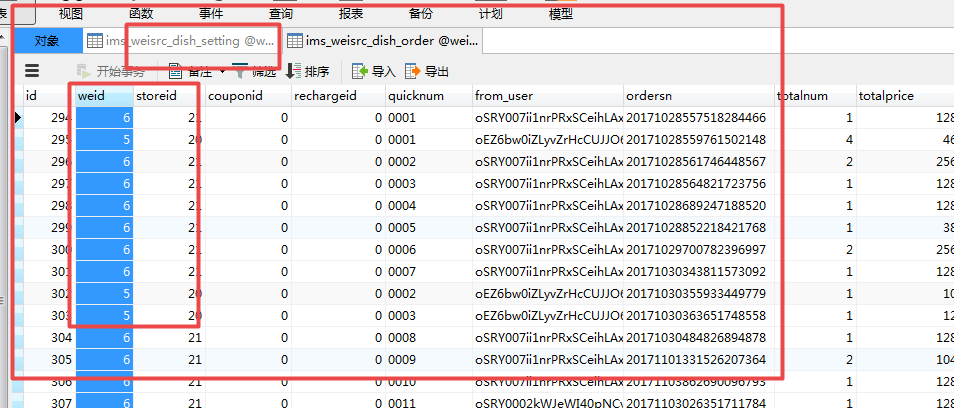 表 视图 函数 事件 查询 报表 备份 计划 模型
对象 ims_weisrc_dish_setting @w... ims_weisrc_dish_order @wei...
开始事务 备注 筛选 排序 导入 导出
id weid storeid couponid rechargeid quicknum from_user ordersn totalnum totalprice
294 6 21 0 0 0001 oSRY007ii1nrPRxSCeihLAx 20171028557518284466 1 128
295 5 20 0 0 0001 oEZ6bw0iZLyvZrHcCUJJO6 20171028559761502148 4 46
296 6 21 0 0 0002 oSRY007ii1nrPRxSCeihLAx 20171028561746448567 2 256
297 6 21 0 0 0003 oSRY007ii1nrPRxSCeihLAx 20171028564821723756 1 128
298 6 21 0 0 0004 oSRY007ii1nrPRxSCeihLAx 20171028689247188520 1 128
299 6 21 0 0 0005 oSRY007ii1nrPRxSCeihLAx 20171028852218421768 1 38
300 6 21 0 0 0006 oSRY007ii1nrPRxSCeihLAx 20171029700782396997 2 256
301 6 21 0 0 0007 oSRY007ii1nrPRxSCeihLAx 20171030343811573092 1 128
302 5 20 0 0 0002 oEZ6bw0iZLyvZrHcCUJJO6 20171030355933449779 1 10
303 5 20 0 0 0003 oEZ6bw0iZLyvZrHcCUJJO6 20171030363651748558 1 12
304 6 21 0 0 0008 oSRY007ii1nrPRxSCeihLAx 20171030484826894878 1 128
305 6 21 0 0 0009 oSRY007ii1nrPRxSCeihLAx 20171101331526207364 2 104
306 6 21 0 0 0010 oSRY007ii1nrPRxSCeihLAx 20171103862690096793 1 128
307 6 21 0 0 0011 oSRY0002kWJeWI40pNCv 20171103026351711784 1 128